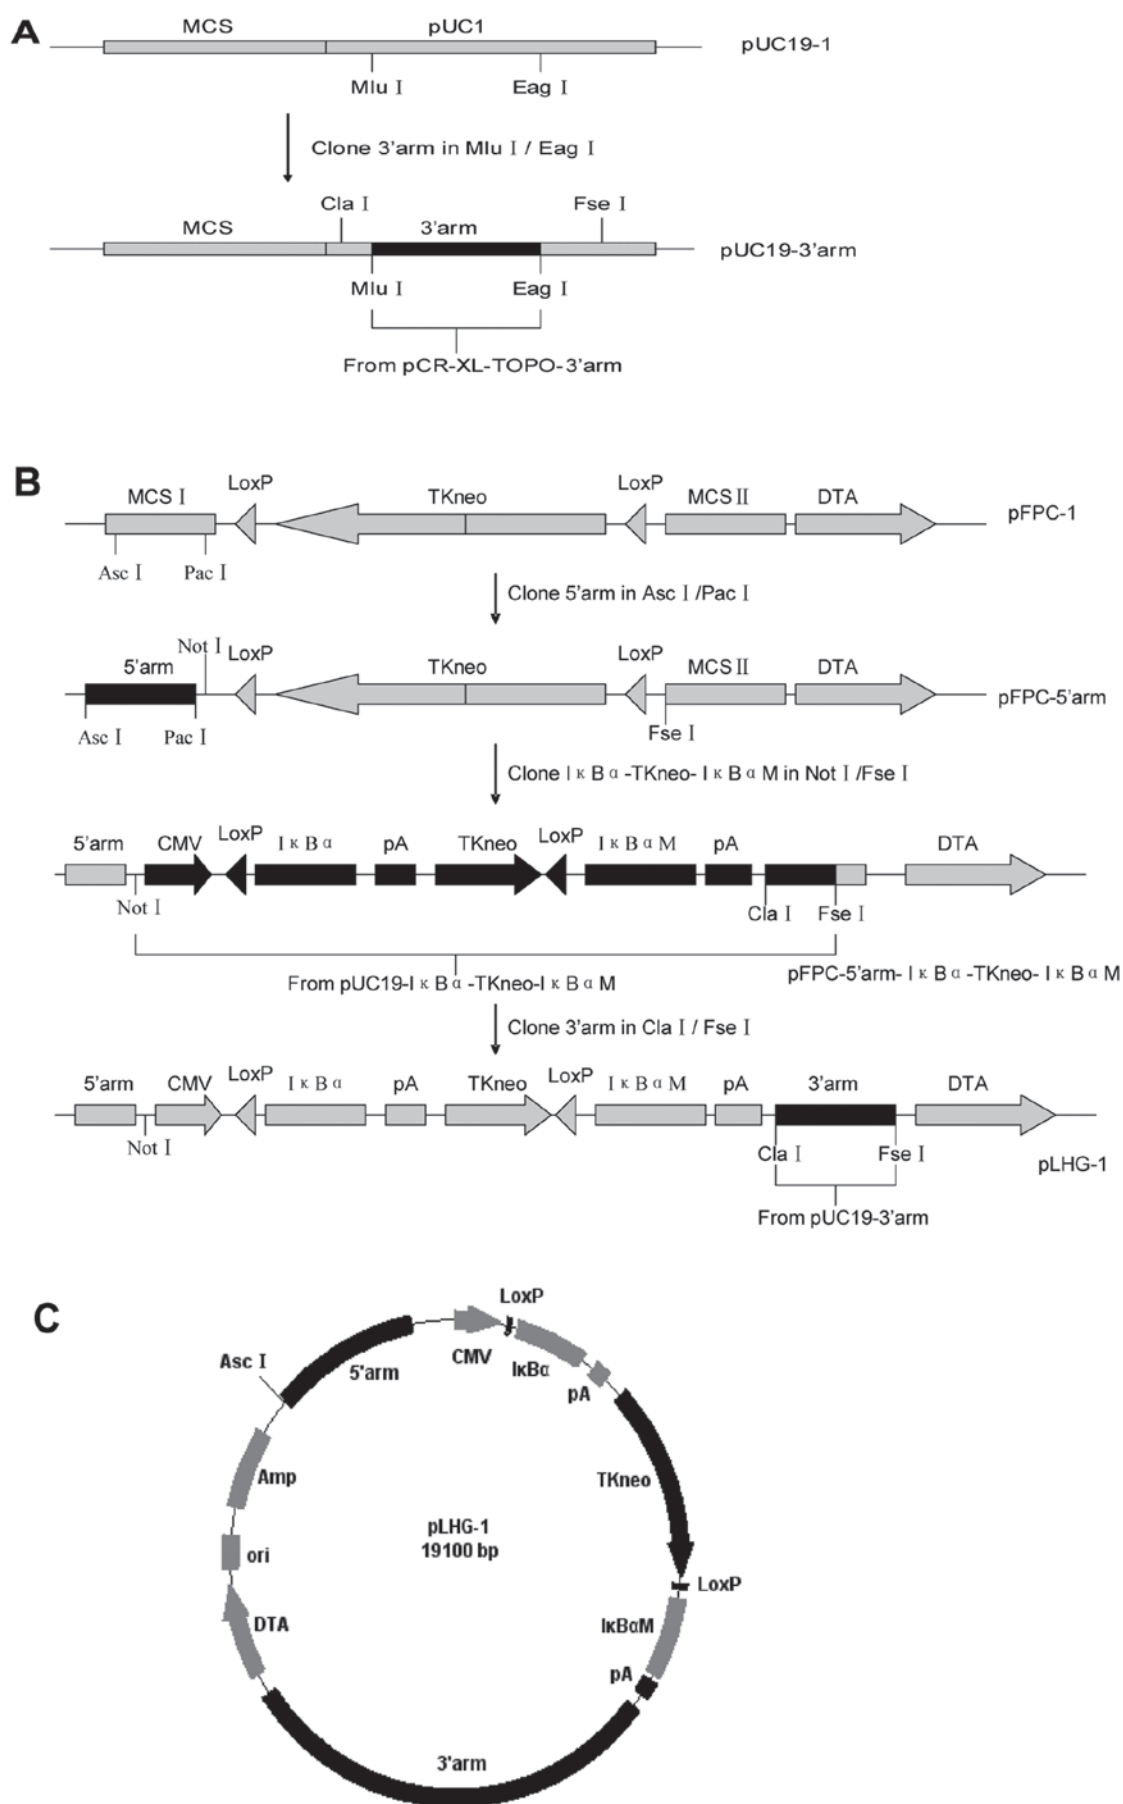 A
MCS pUC1
pUC19-1
Mlu I Eag I
Clone 3'arm in Mlu I / Eag I
Cla I Fse I
MCS 3'arm
pUC19-3'arm
Mlu I Eag I
From pCR-XL-TOPO-3'arm
B
MCS I LoxP TKneo LoxP MCS II DTA
pFPC-1
Asc I Pac I
Clone 5'arm in Asc I /Pac I
Not I
5'arm LoxP TKneo LoxP MCS II DTA
pFPC-5'arm
Asc I Pac I Fse I
Clone IκBα-TKneo- IκBαM in Not I /Fse I
5'arm CMV LoxP IκBα pA TKneo LoxP IκBαM pA DTA
Not I Cla I Fse I
From pUC19-IκBα-TKneo-IκBαM
pFPC-5'arm- IκBα-TKneo- IκBαM
Clone 3'arm in Cla I / Fse I
5'arm CMV LoxP IκBα pA TKneo LoxP IκBαM pA 3'arm DTA
Not I Cla I Fse I
pLHG-1
From pUC19-3'arm
C
LoxP
CMV
IκBα
pA
Asc I
5'arm
Amp
TKneo
pLHG-1
19100 bp
ori
LoxP
DTA
IκBαM
pA
3'arm